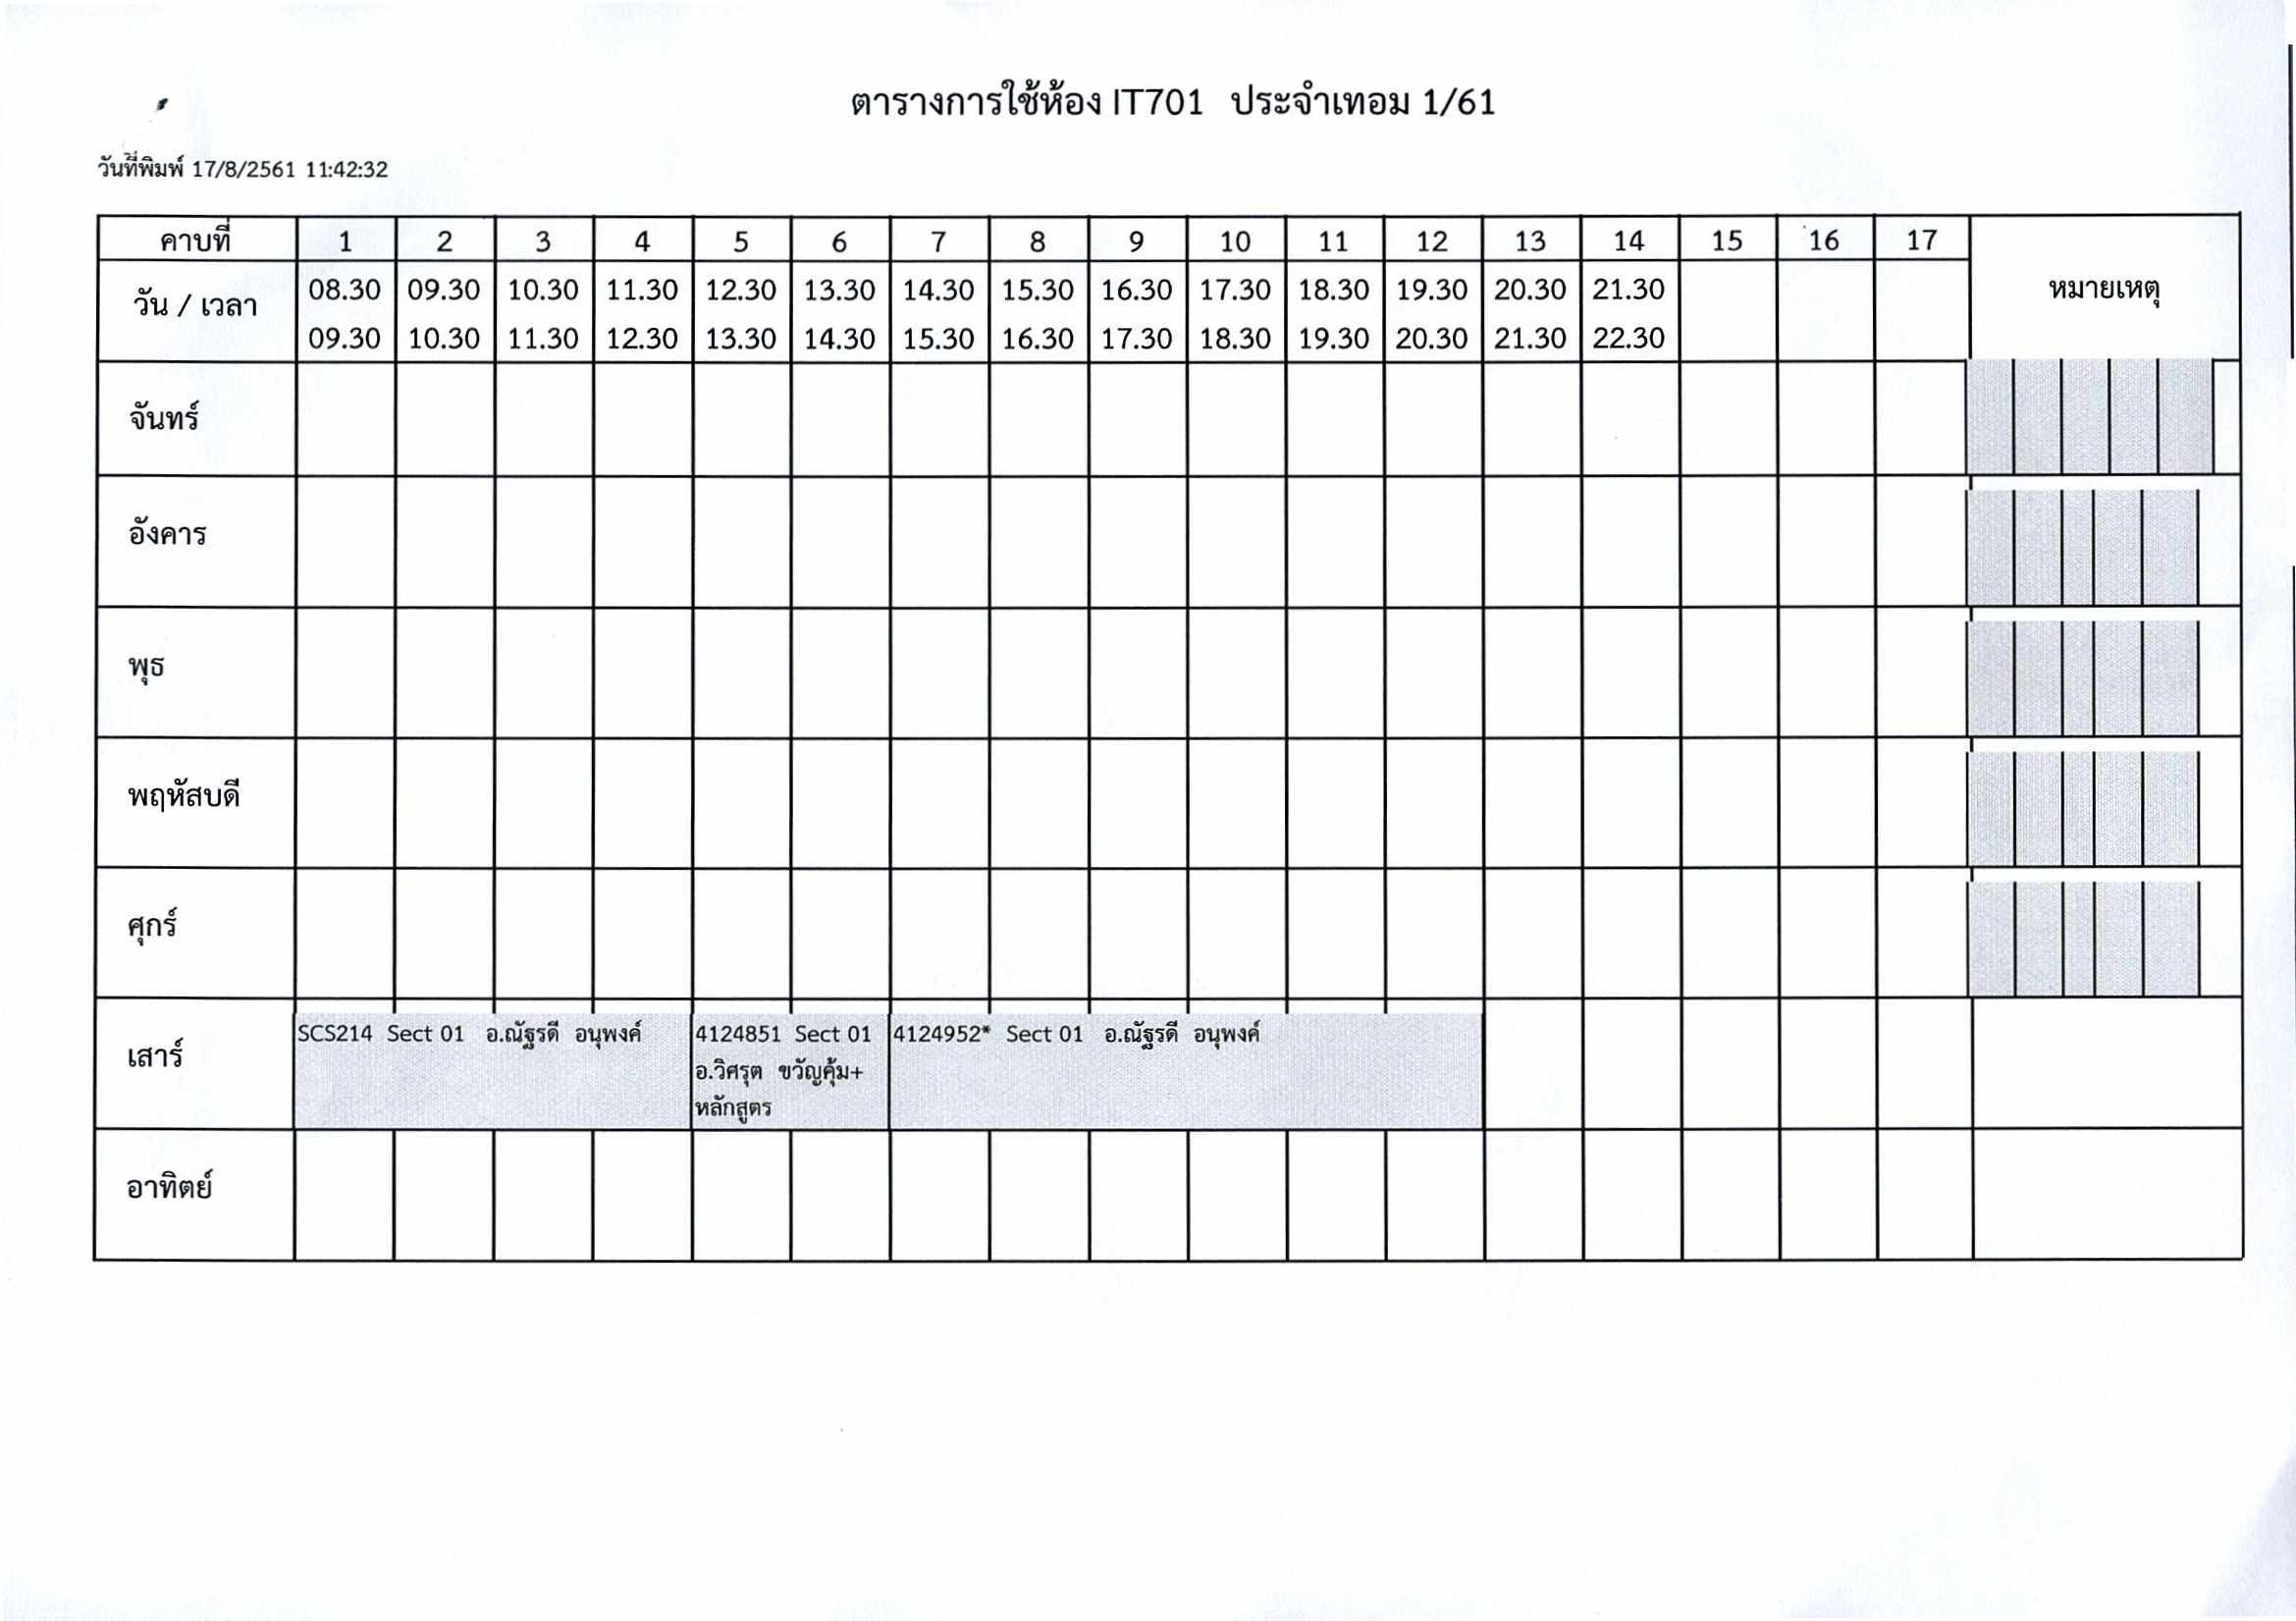 ตารางการใช้ห้อง IT701 ประจำเทอม 1/61
วันที่พิมพ์ 17/8/2561 11:42:32
คาบที่ 1 2 3 4 5 6 7 8 9 10 11 12 13 14 15 16 17
วัน / เวลา
08.30 09.30 10.30 11.30 12.30 13.30 14.30 15.30 16.30 17.30 18.30 19.30 20.30 21.30
09.30 10.30 11.30 12.30 13.30 14.30 15.30 16.30 17.30 18.30 19.30 20.30 21.30 22.30
หมายเหตุ
จันทร์
อังคาร
พุธ
พฤหัสบดี
ศุกร์
เสาร์
SCS214 Sect 01 อ.ณัฐรดี อนุพงค์
4124851 Sect 01
อ.วิศรุต ขวัญคุ้ม+
หลักสูตร
4124952* Sect 01 อ.ณัฐรดี อนุพงค์
อาทิตย์